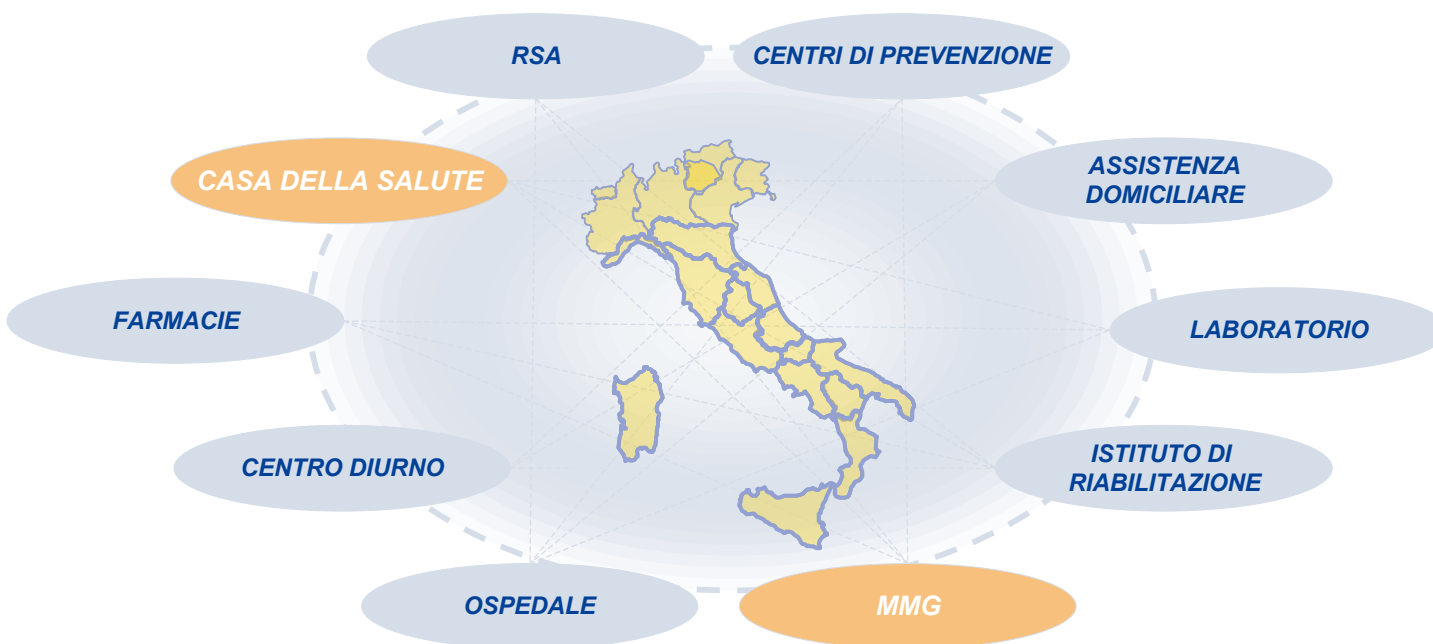 RSA
CENTRI DI PREVENZIONE
CASA DELLA SALUTE
ASSISTENZA
DOMICILIARE
FARMACIE
LABORATORIO
CENTRO DIURNO
ISTITUTO DI
RIABILITAZIONE
OSPEDALE
MMG